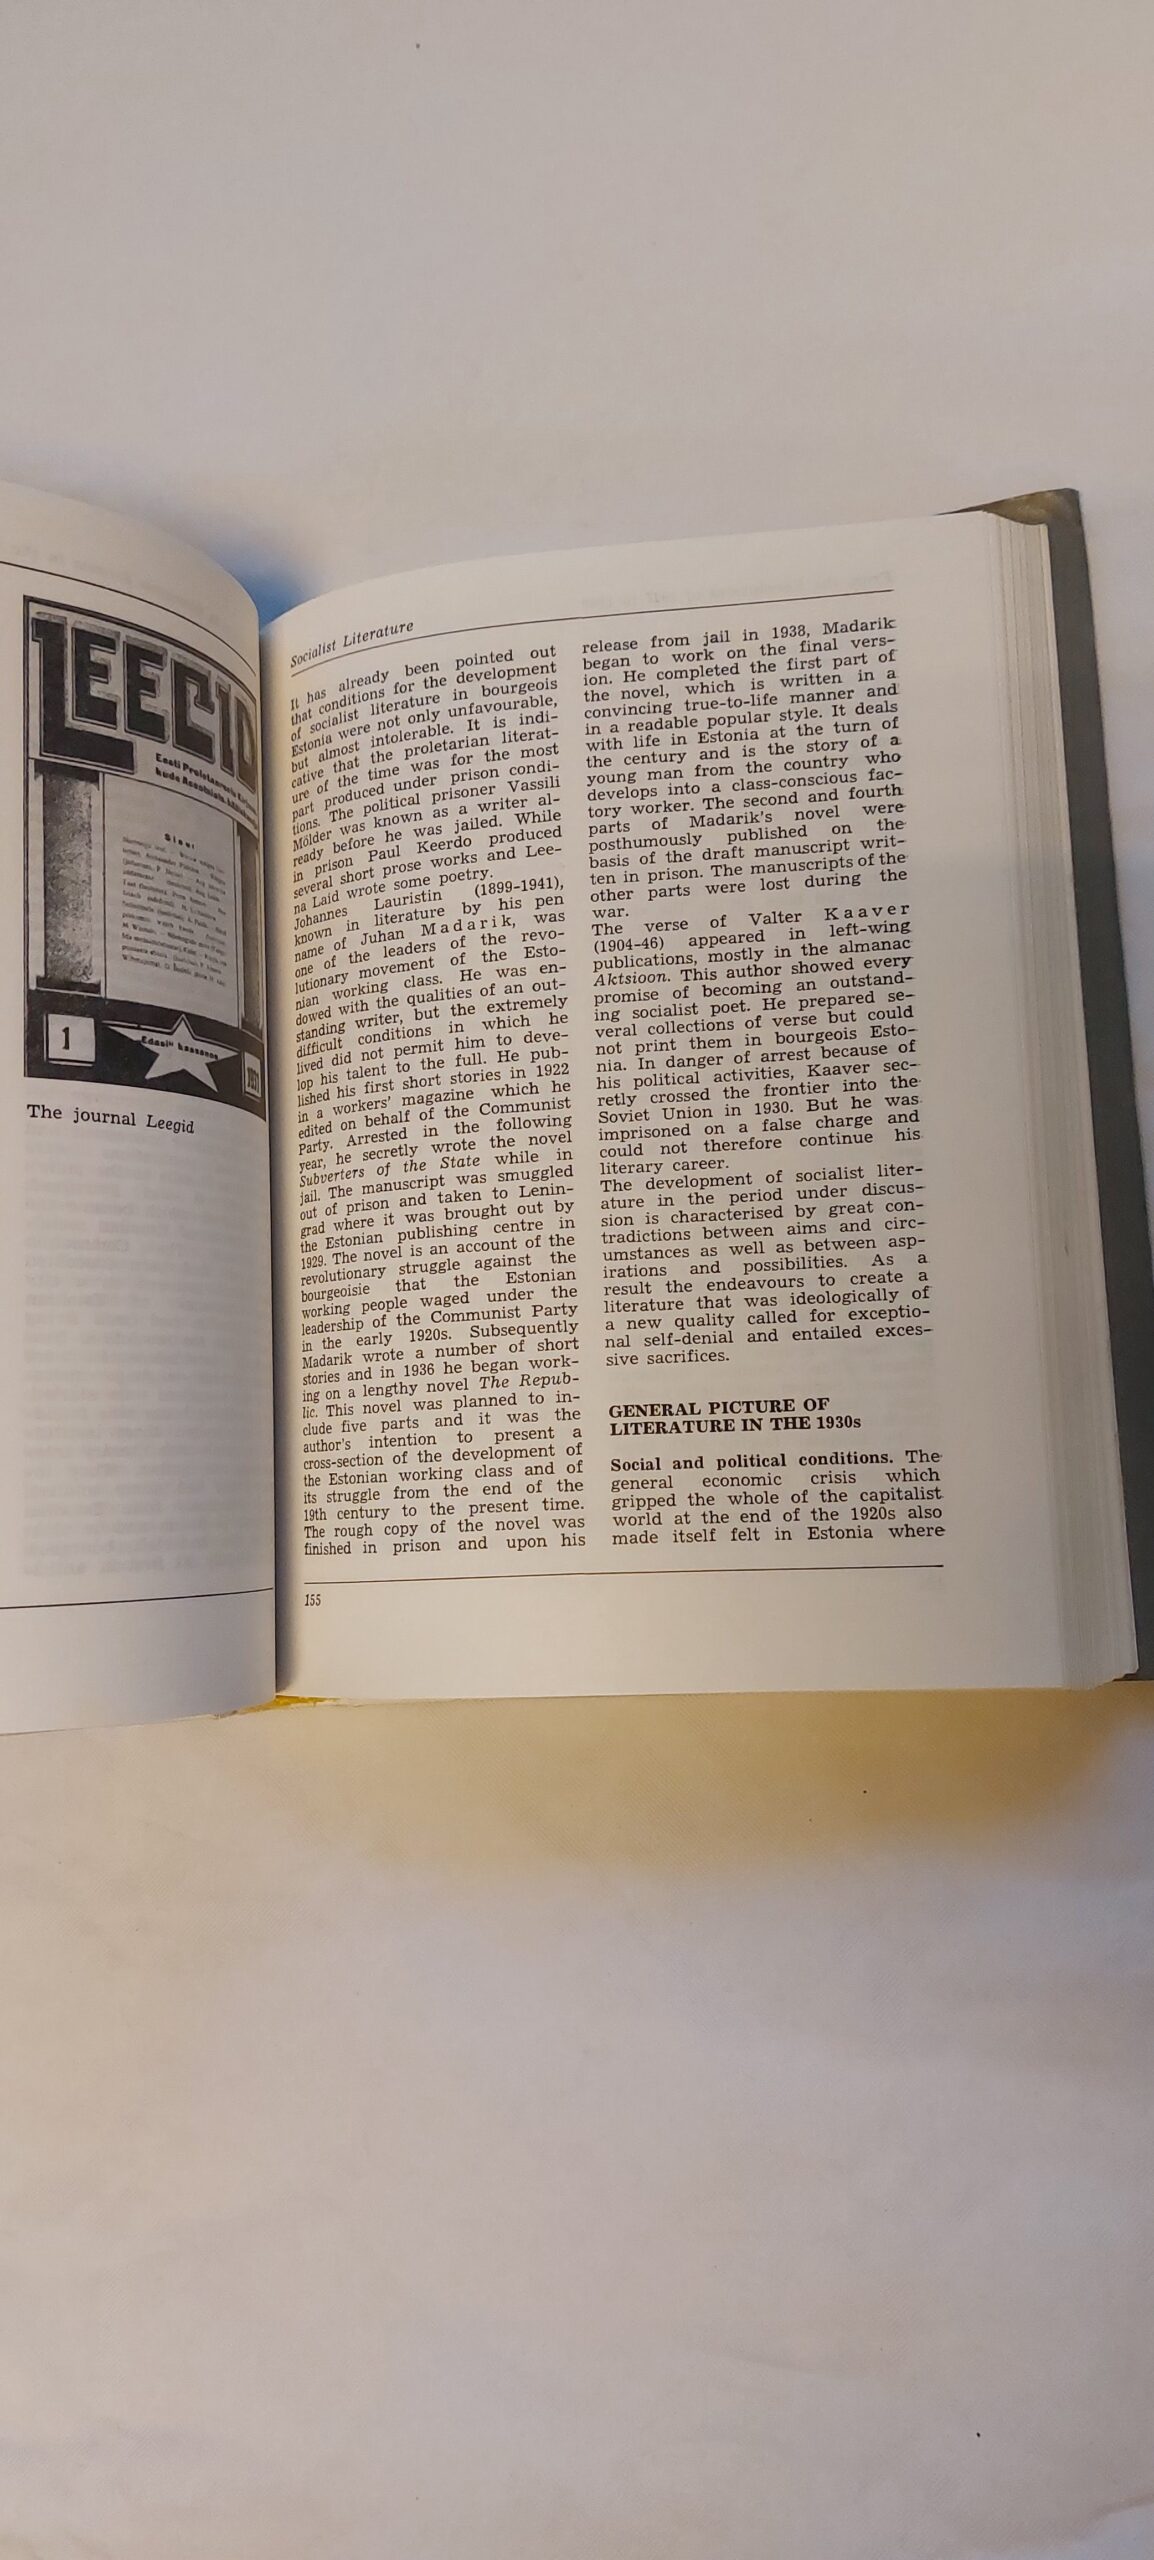 LEEGID
Eesti Proletaarsete
Sisu:
1
Edasi
The journal Leegid
Socialist Literature
It has already been pointed out
that conditions for the development
of socialist literature in bourgeois
Estonia were not only unfavourable,
but almost intolerable. It is indi-
cative that the proletarian literat-
ure of the time was for the most
part produced under prison condi-
tions. The political prisoner Vassili
Mölder was known as a writer al-
ready before he was jailed. While
in prison Paul Keerdo produced
several short prose works and Lee-
na Laid wrote some poetry.
Johannes Lauristin (1899-1941),
known in literature by his pen
name of Juhan Madarik, was
one of the leaders of the revo-
lutionary movement of the Esto-
nian working class. He was en-
dowed with the qualities of an out-
standing writer, but the extremely
difficult conditions in which he
lived did not permit him to deve-
lop his talent to the full. He pub-
lished his first short stories in 1922
in a workers' magazine which he
edited on behalf of the Communist
Party. Arrested in the following
year, he secretly wrote the novel
Subverters of the State while in
jail. The manuscript was smuggled
out of prison and taken to Lenin-
grad where it was brought out by
the Estonian publishing centre in
1929. The novel is an account of the
revolutionary struggle against the
bourgeoisie that the Estonian
working people waged under the
leadership of the Communist Party
in the early 1920s. Subsequently
Madarik wrote a number of short
stories and in 1936 he began work-
ing on a lengthy novel The Repub-
lic. This novel was planned to in-
clude five parts and it was the
author's intention to present a
cross-section of the development of
the Estonian working class and of
its struggle from the end of the
19th century to the present time.
The rough copy of the novel was
finished in prison and upon his
release from jail in 1938, Madarik
began to work on the final vers-
ion. He completed the first part of
the novel, which is written in a
convincing true-to-life manner and
in a readable popular style. It deals
with life in Estonia at the turn of
the century and is the story of a
young man from the country who
develops into a class-conscious fac-
tory worker. The second and fourth
parts of Madarik's novel were
posthumously published on the
basis of the draft manuscript writ-
ten in prison. The manuscripts of the
other parts were lost during the
war.
The verse of Valter Kaaver
(1904-46) appeared in left-wing
publications, mostly in the almanac
Aktsioon. This author showed every
promise of becoming an outstand-
ing socialist poet. He prepared se-
veral collections of verse but could
not print them in bourgeois Esto-
nia. In danger of arrest because of
his political activities, Kaaver sec-
retly crossed the frontier into the
Soviet Union in 1930. But he was
imprisoned on a false charge and
could not therefore continue his
literary career.
The development of socialist liter-
ature in the period under discus-
sion is characterised by great con-
tradictions between aims and circ-
umstances as well as between asp-
irations and possibilities. As a
result the endeavours to create a
literature that was ideologically of
a new quality called for exceptio-
nal self-denial and entailed exces-
sive sacrifices.
GENERAL PICTURE OF
LITERATURE IN THE 1930s
Social and political conditions. The
general economic crisis which
gripped the whole of the capitalist
world at the end of the 1920s also
made itself felt in Estonia where
155